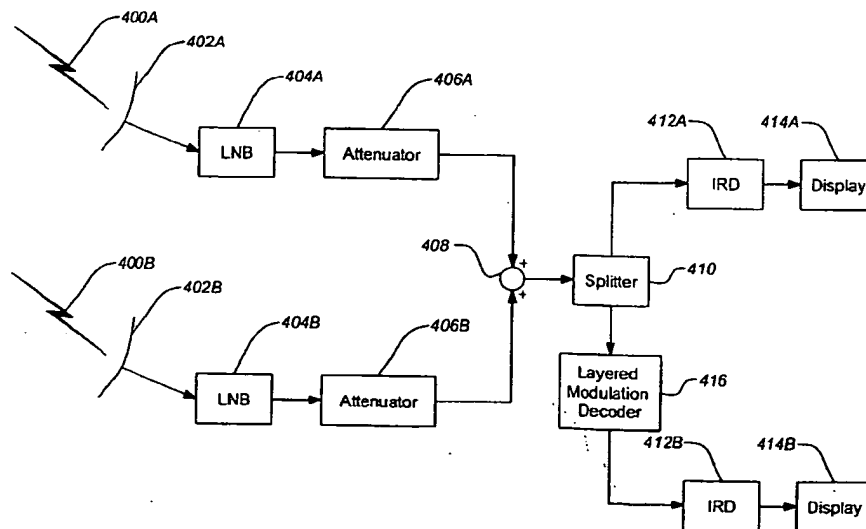 400A
402A
404A
406A
LNB
Attenuator
412A
414A
IRD
Display
408
+
+
Splitter
410
400B
402B
404B
406B
LNB
Attenuator
Layered
Modulation
Decoder
416
412B
414B
IRD
Display